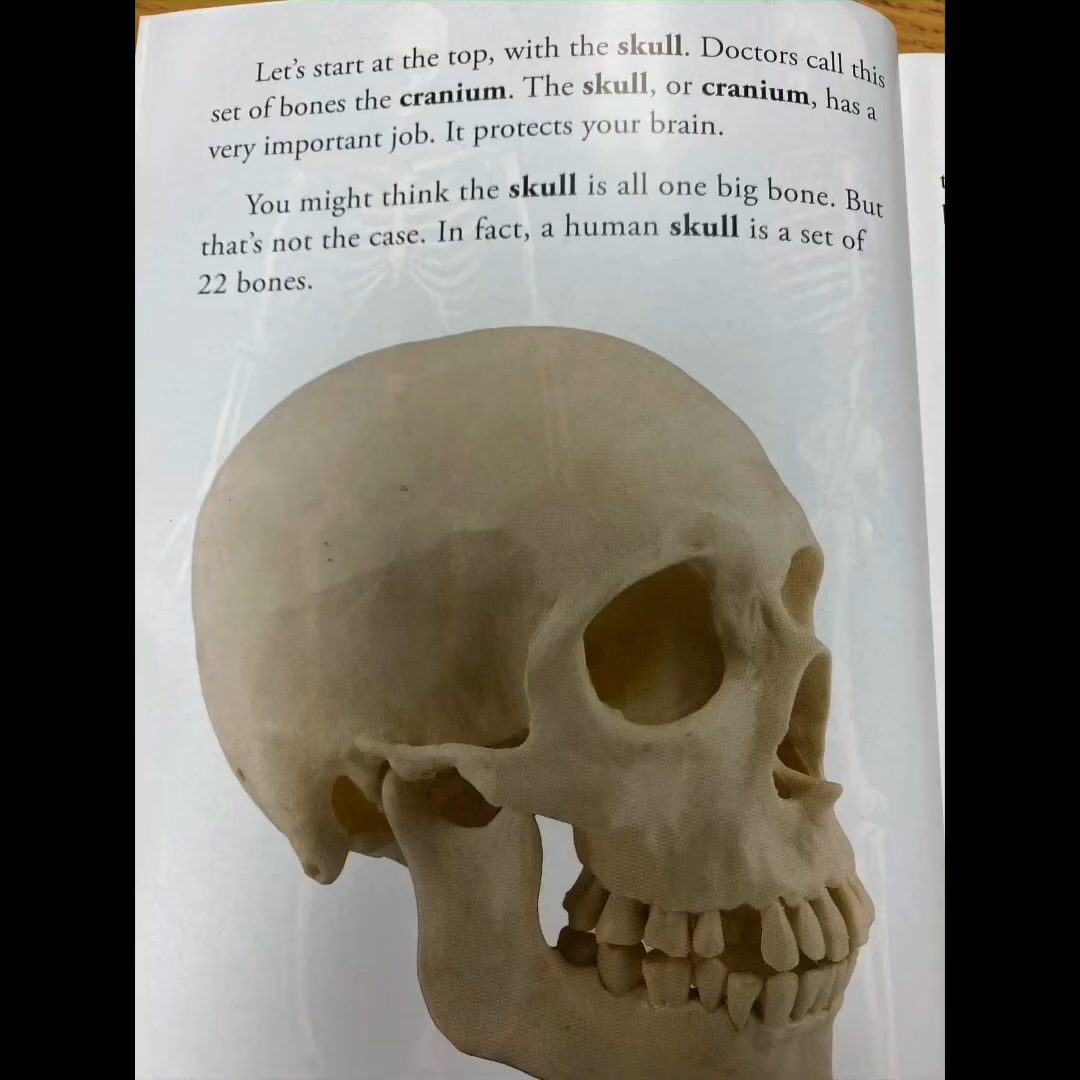 Let's start at the top, with the skull. Doctors call this
set of bones the cranium. The skull, or cranium, has a
very important job. It protects your brain.
You might think the skull is all one big bone. But
that's not the case. In fact, a human skull is a set of
22 bones.